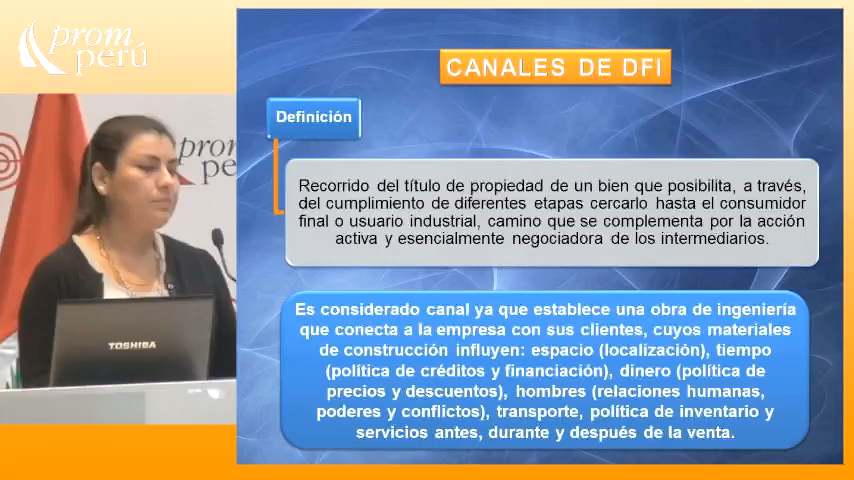 prom
perú
CANALES DE DFI
Definición
Recorrido del título de propiedad de un bien que posibilita, a través,
del cumplimiento de diferentes etapas cercarlo hasta el consumidor
final o usuario industrial, camino que se complementa por la acción
activa y esencialmente negociadora de los intermediarios.
Es considerado canal ya que establece una obra de ingeniería
que conecta a la empresa con sus clientes, cuyos materiales
de construcción influyen: espacio (localización), tiempo
(política de créditos y financiación), dinero (política de
precios y descuentos), hombres (relaciones humanas,
poderes y conflictos), transporte, política de inventario y
servicios antes, durante y después de la venta.
prom
pe
TOSHIBA